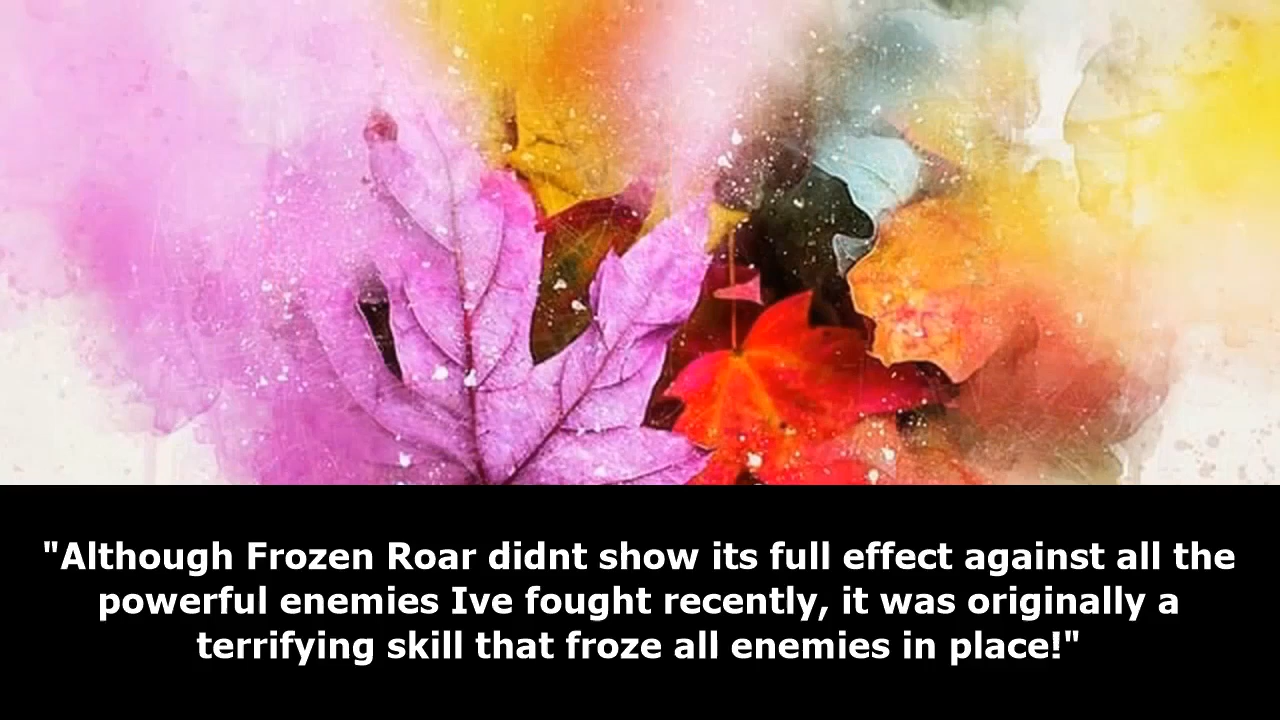 "Although Frozen Roar didnt show its full effect against all the
powerful enemies Ive fought recently, it was originally a
terrifying skill that froze all enemies in place!"